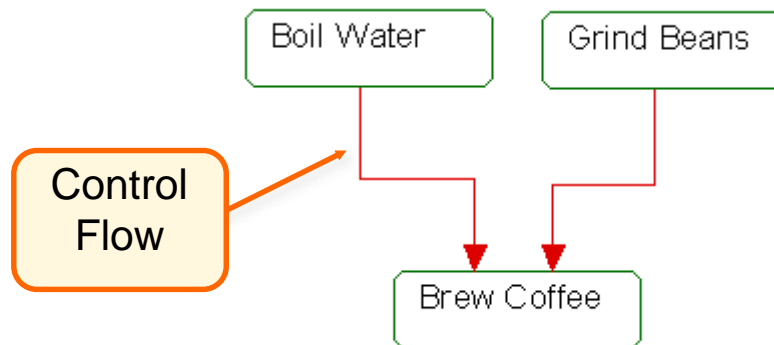 Boil Water
Grind Beans
Control
Flow
Brew Coffee